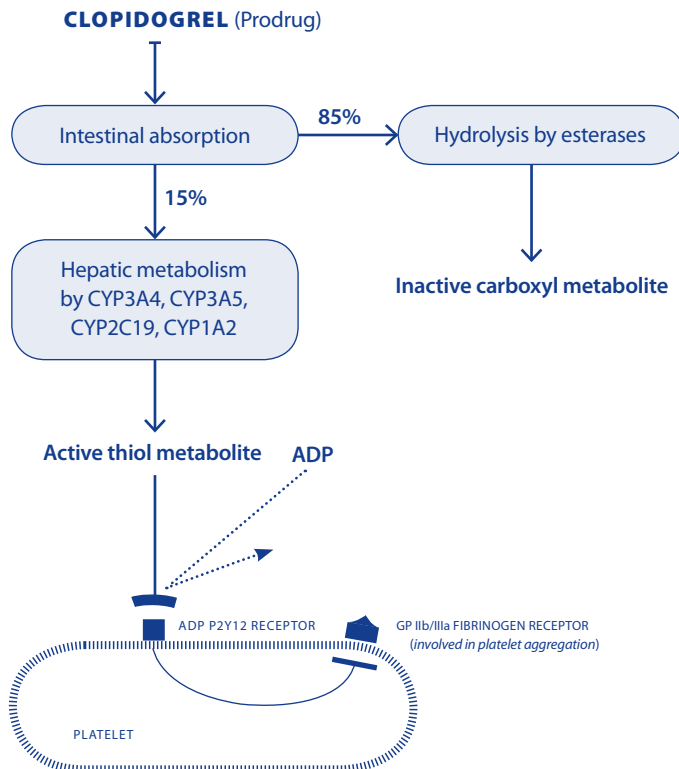 CLOPIDOGREL (Prodrug)
Intestinal absorption
85%
Hydrolysis by esterases
15%
Hepatic metabolism
by CYP3A4, CYP3A5,
CYP2C19, CYP1A2
Inactive carboxyl metabolite
Active thiol metabolite
ADP
ADP P2Y12 RECEPTOR
GP IIb/IIIa FIBRINOGEN RECEPTOR
(involved in platelet aggregation)
PLATELET